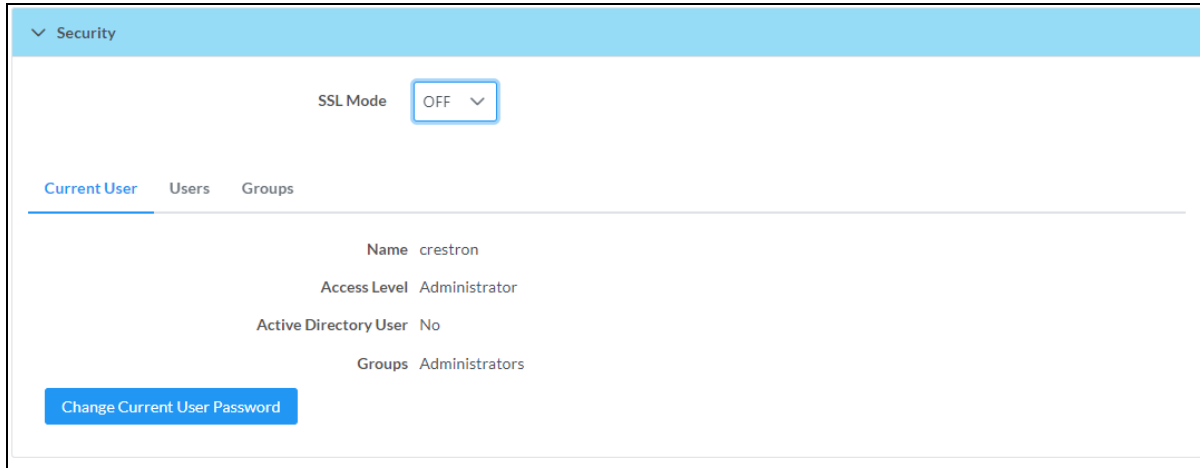 Security
SSL Mode OFF
Current User Users Groups
Name crestron
Access Level Administrator
Active Directory User No
Groups Administrators
Change Current User Password